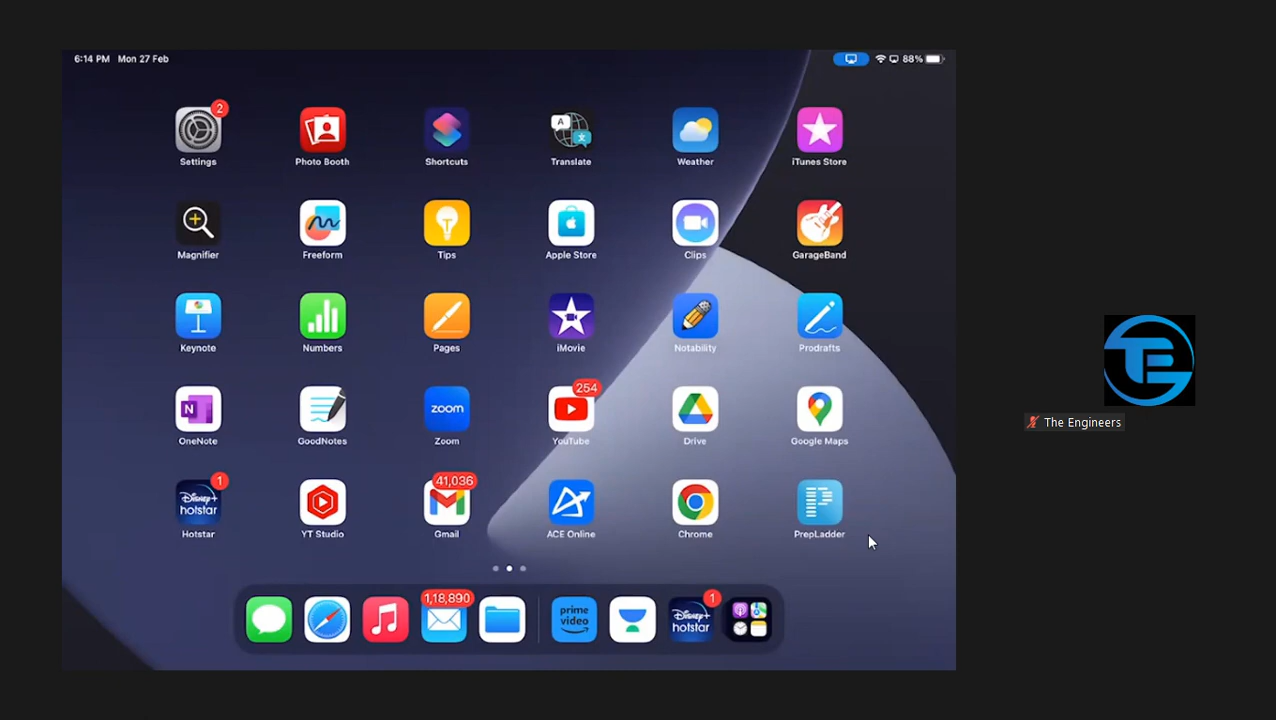 6:14 PM Mon 27 Feb
88%
2
Settings
Photo Booth
A
文
Shortcuts
Translate
Weather
iTunes Store
Magnifier
Freeform
Tips
Apple Store
Clips
GarageBand
Keynote
Numbers
Pages
iMovie
Notability
Prodrafts
N
OneNote
GoodNotes
zoom
Zoom
254
YouTube
Drive
Google Maps
1
Disney+
hotstar
Hotstar
YT Studio
41,036
Gmail
ACE Online
Chrome
P
PrepLadder
1,18,890
prime
video
1
Disney+
hotstar
TE
The Engineers